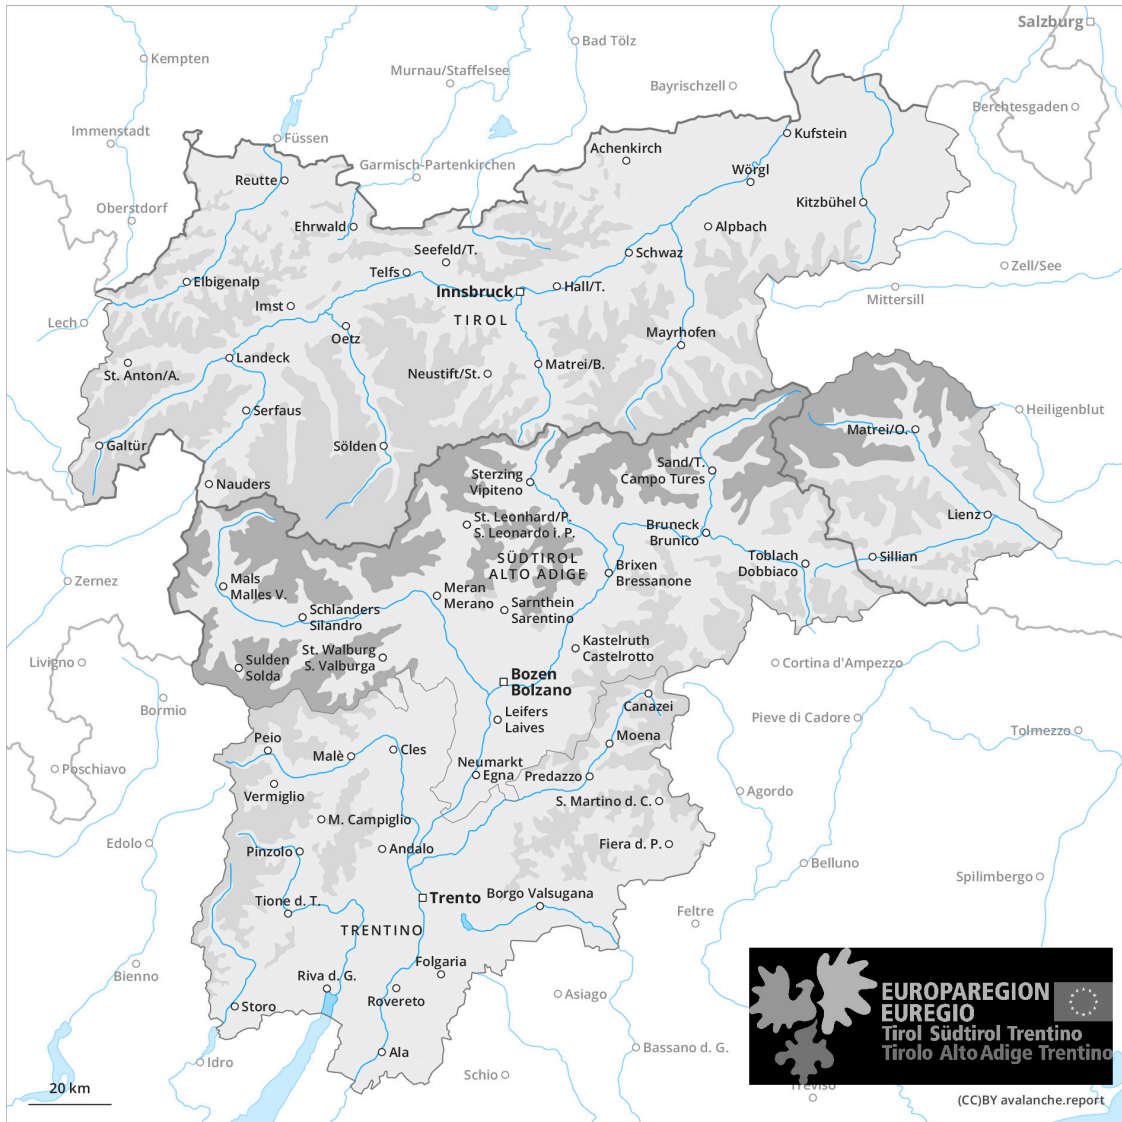 Salzburg
Bad Tölz
Kempten
Murnau/Staffelsee
Bayrischzell
Berchtesgaden
Immenstadt
Füssen
Kufstein
Achenkirch
Garmisch-Partenkirchen
Wörgl
Reutte
Kitzbühel
Oberstdorf
Ehrwald
Alpbach
Seefeld/T.
Schwaz
Zell/See
Telfs
Elbigenalp
Hall/T.
Innsbruck
Mittersill
Imst
TIROL
Lech
Oetz
Mayrhofen
Landeck
Matrei/B.
St. Anton/A.
Neustift/St.
Serfaus
Heiligenblut
Matrei/O.
Galtür
Sölden
Sand/T.
Campo Tures
Sterzing
Vipiteno
Nauders
Lienz
St. Leonhard/P.
S. Leonardo i. P.
Bruneck
Brunico
SÜDTIROL
ALTO ADIGE
Toblach
Dobbiaco
Sillian
Brixen
Bressanone
Zernez
Mals
Malles V.
Meran
Merano
Sarnthein
Sarentino
Schlanders
Silandro
Kastelruth
Castelrotto
St. Walburg
S. Valburga
Livigno
Sulden
Solda
Cortina d'Ampezzo
Bozen
Bolzano
Bormio
Canazei
Leifers
Laives
Pieve di Cadore
Tolmezzo
Peio
Moena
Malè
Cles
Neumarkt
Egna
Predazzo
Poschiavo
Vermiglio
Agordo
S. Martino d. C.
M. Campiglio
Edolo
Pinzolo
Andalo
Fiera d. P.
Belluno
Spilimbergo
Borgo Valsugana
Trento
Tione d. T.
Feltre
TRENTINO
Folgaria
Bienno
Riva d. G.
Rovereto
Asiago
Storo
EUROPAREGION
EUREGIO
Tirol Südtirol Trentino
Tirolo Alto Adige Trentino
Ala
Idro
Bassano d. G.
Schio
Treviso
20 km
(CC)BY avalanche.report